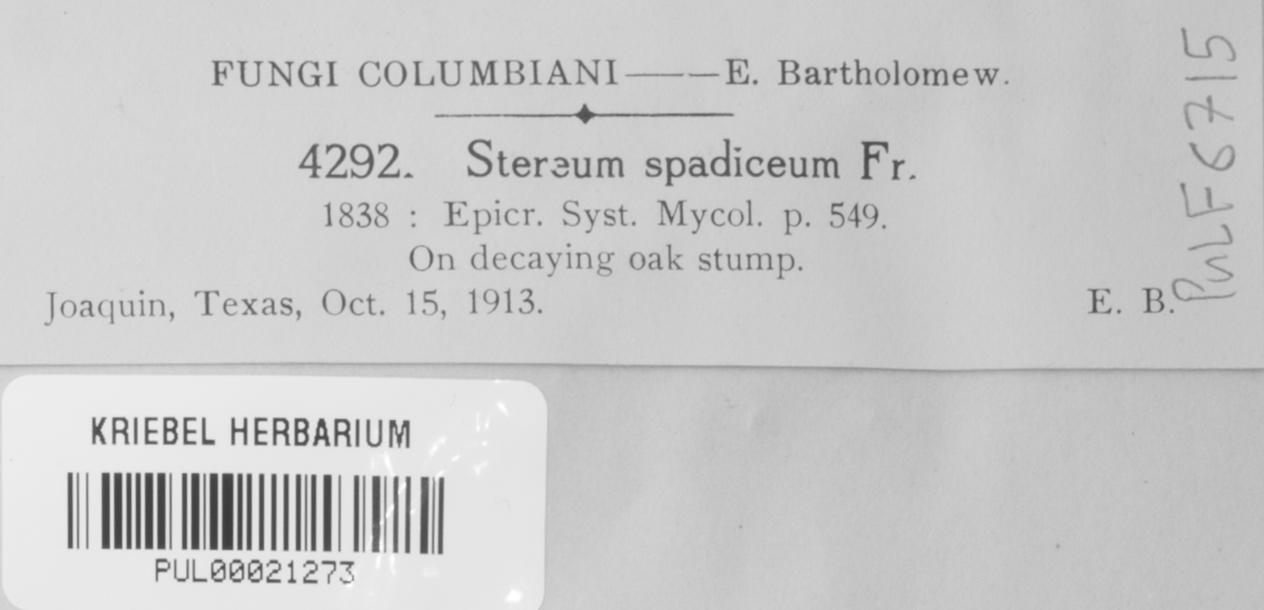 FUNGI COLUMBIANI———E. Bartholomew.
4292. Stereum spadiceum Fr.
1838 : Epicr. Syst. Mycol. p. 549.
On decaying oak stump.
Joaquin, Texas, Oct. 15, 1913. E. B.
PuLF6715
KRIEBEL HERBARIUM
PUL00021273